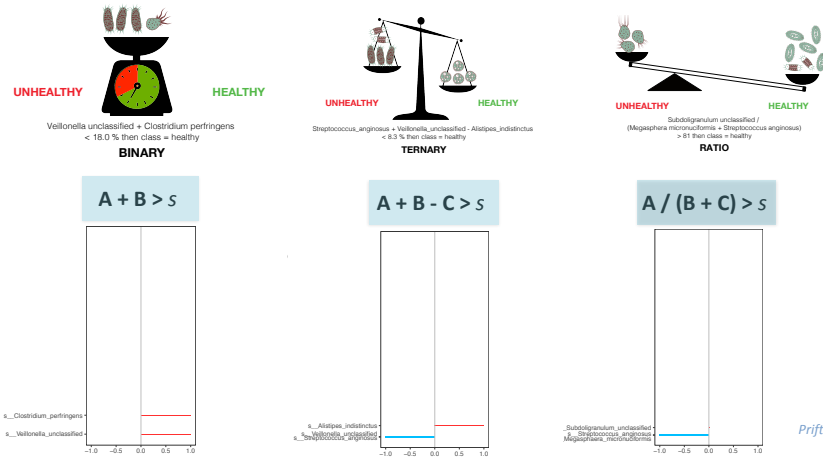 UNHEALTHY
HEALTHY
Veillonella unclassified + Clostridium perfringens
< 18.0 % then class = healthy
BINARY
UNHEALTHY
HEALTHY
Streptococcus_anginosus + Veillonella_unclassified - Alistipes_indistinctus
< 8.3 % then class = healthy
TERNARY
UNHEALTHY
HEALTHY
Subdoligranulum unclassified /
(Megasphera micronuciformis + Streptococcus anginosus)
> 81 then class = healthy
RATIO
A + B > s
A + B - C > s
A / (B + C) > s
s__Clostridium_perfringens
s__Veillonella_unclassified
−1.0 −0.5 0.0 0.5 1.0
s__Alistipes_indistinctus
s__Veillonella_unclassified
s__Streptococcus_anginosus
−1.0 −0.5 0.0 0.5 1.0
_Subdoligranulum_unclassified
s__Streptococcus_anginosus
Megasphaera_micronuciformis
−1.0 −0.5 0.0 0.5 1.0
Prift